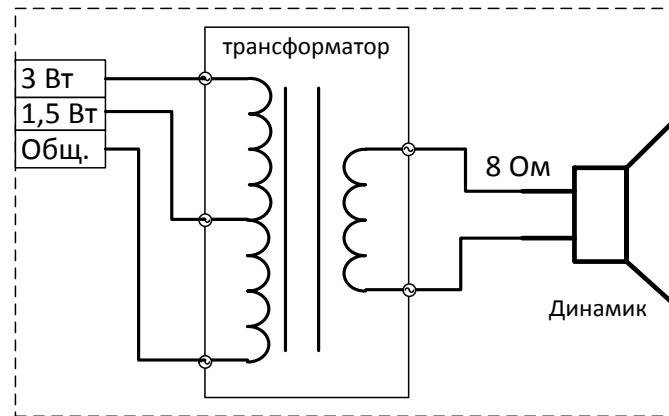 трансформатор
3 Вт
1,5 Вт
Общ.
8 Ом
Динамик